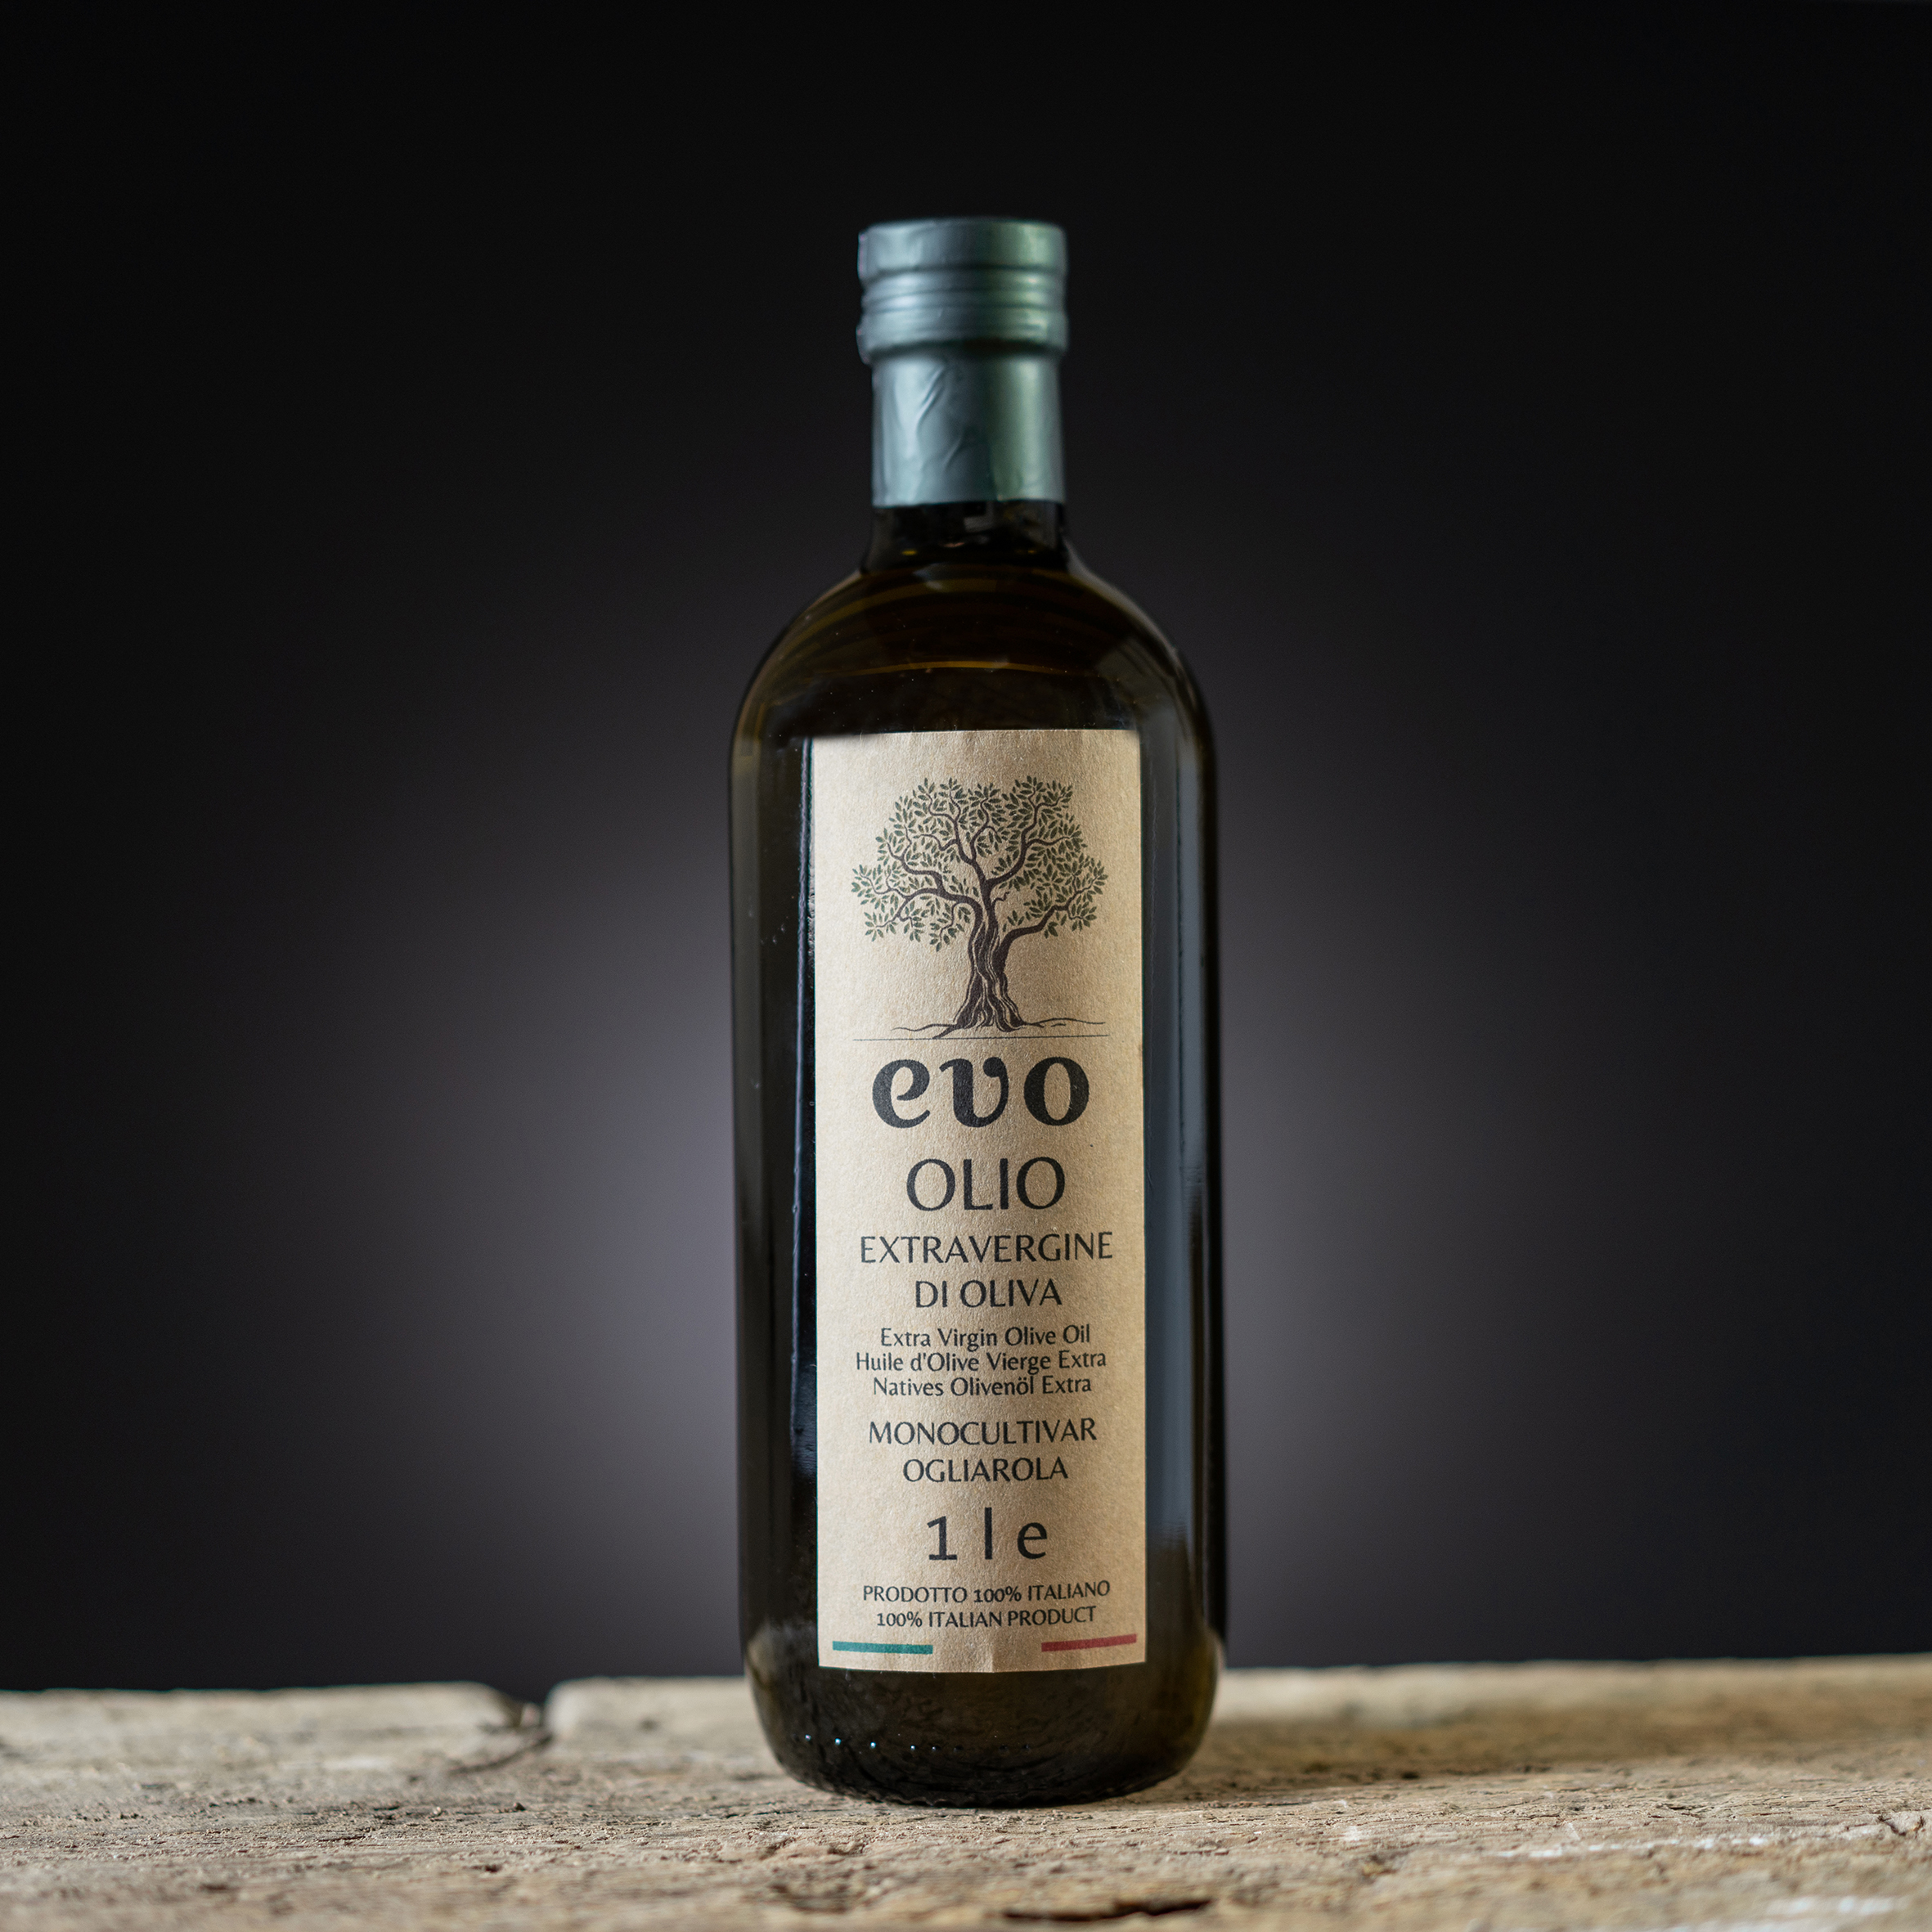 evo
OLIO
EXTRAVERGINE
DI OLIVA
Extra Virgin Olive Oil
Huile d'Olive Vierge Extra
Natives Olivenöl Extra
MONOCULTIVAR
OGLIAROLA
1 l e
PRODOTTO 100% ITALIANO
100% ITALIAN PRODUCT